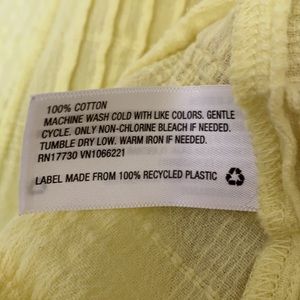 100% COTTON
MACHINE WASH COLD WITH LIKE COLORS. GENTLE
CYCLE. ONLY NON-CHLORINE BLEACH IF NEEDED.
TUMBLE DRY LOW. WARM IRON IF NEEDED.
RN17730 VN1066221
LABEL MADE FROM 100% RECYCLED PLASTIC